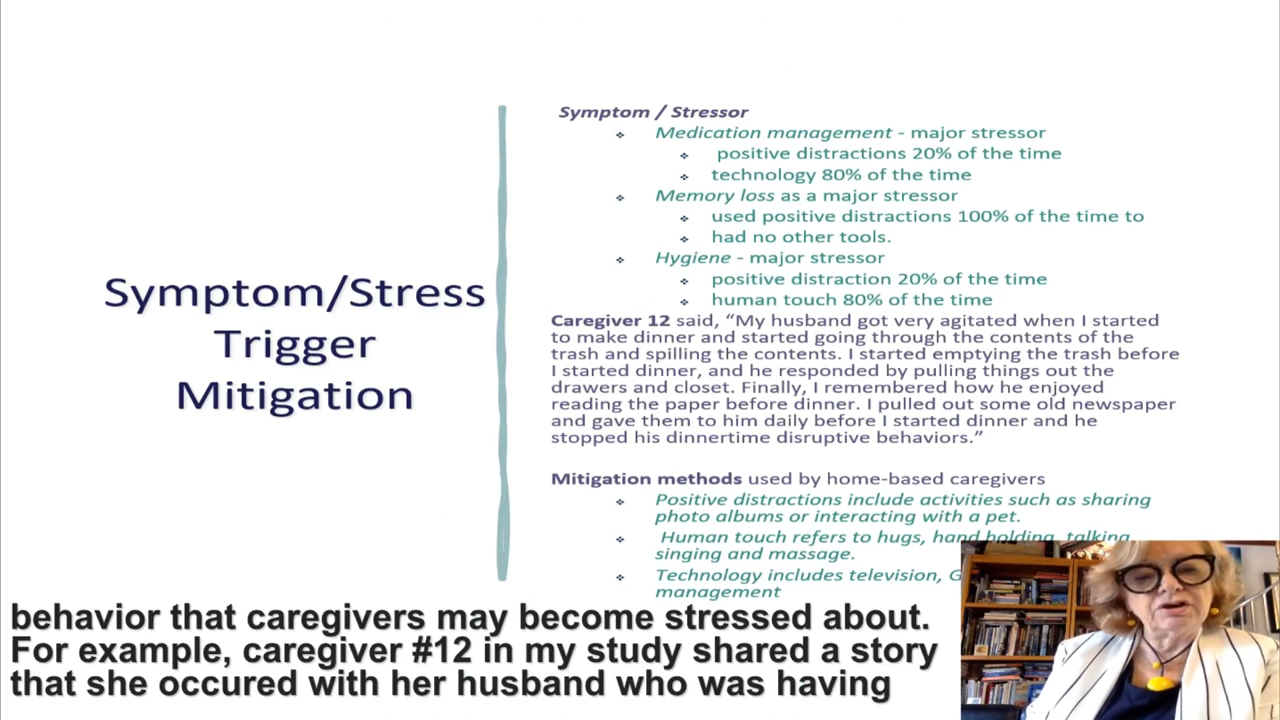 Symptom/Stress
Trigger
Mitigation
Symptom / Stressor
Medication management - major stressor
positive distractions 20% of the time
technology 80% of the time
Memory loss as a major stressor
used positive distractions 100% of the time to
had no other tools.
Hygiene - major stressor
positive distraction 20% of the time
human touch 80% of the time
Caregiver 12 said, “My husband got very agitated when I started
to make dinner and started going through the contents of the
trash and spilling the contents. I started emptying the trash before
I started dinner, and he responded by pulling things out the
drawers and closet. Finally, I remembered how he enjoyed
reading the paper before dinner. I pulled out some old newspaper
and gave them to him daily before I started dinner and he
stopped his dinnertime disruptive behaviors.”
Mitigation methods used by home-based caregivers
Positive distractions include activities such as sharing
photo albums or interacting with a pet.
Human touch refers to hugs, hand holding, talking,
singing and massage.
Technology includes television,
management
behavior that caregivers may become stressed about.
For example, caregiver #12 in my study shared a story
that she occured with her husband who was having